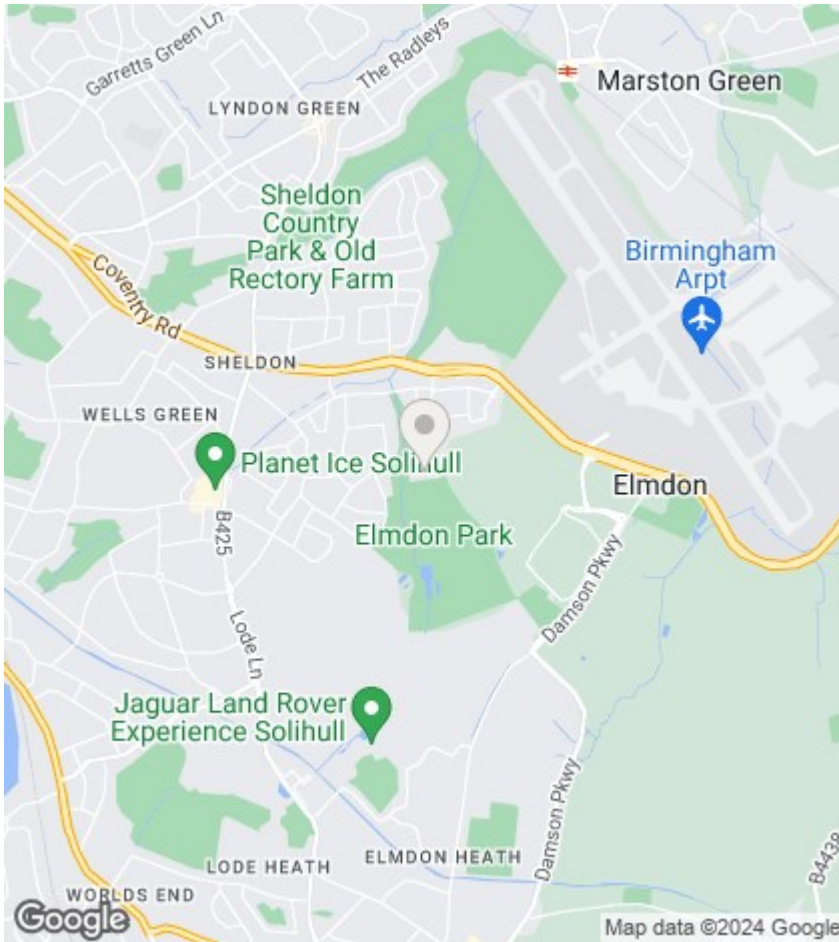 Garretts Green Ln
The Radleys
Marston Green
LYNDON GREEN
Sheldon
Country
Park & Old
Rectory Farm
Birmingham
Arpt
Coventry Rd
SHELDON
WELLS GREEN
Planet Ice Solihull
Elmdon
B425
Elmdon Park
Damson Pkwy
Lode Ln
Jaguar Land Rover
Experience Solihull
Damson Pkwy
B4438
LODE HEATH
ELMDON HEATH
WORLDS END
Google
Map data ©2024 Google